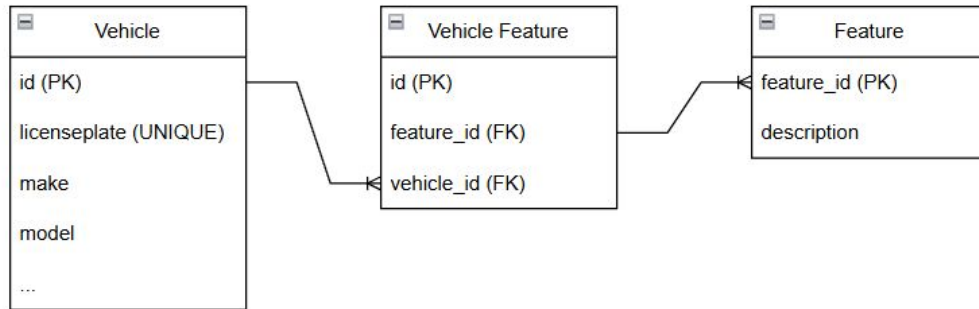 Vehicle
id (PK)
licenseplate (UNIQUE)
make
model
...
Vehicle Feature
id (PK)
feature_id (FK)
vehicle_id (FK)
Feature
feature_id (PK)
description